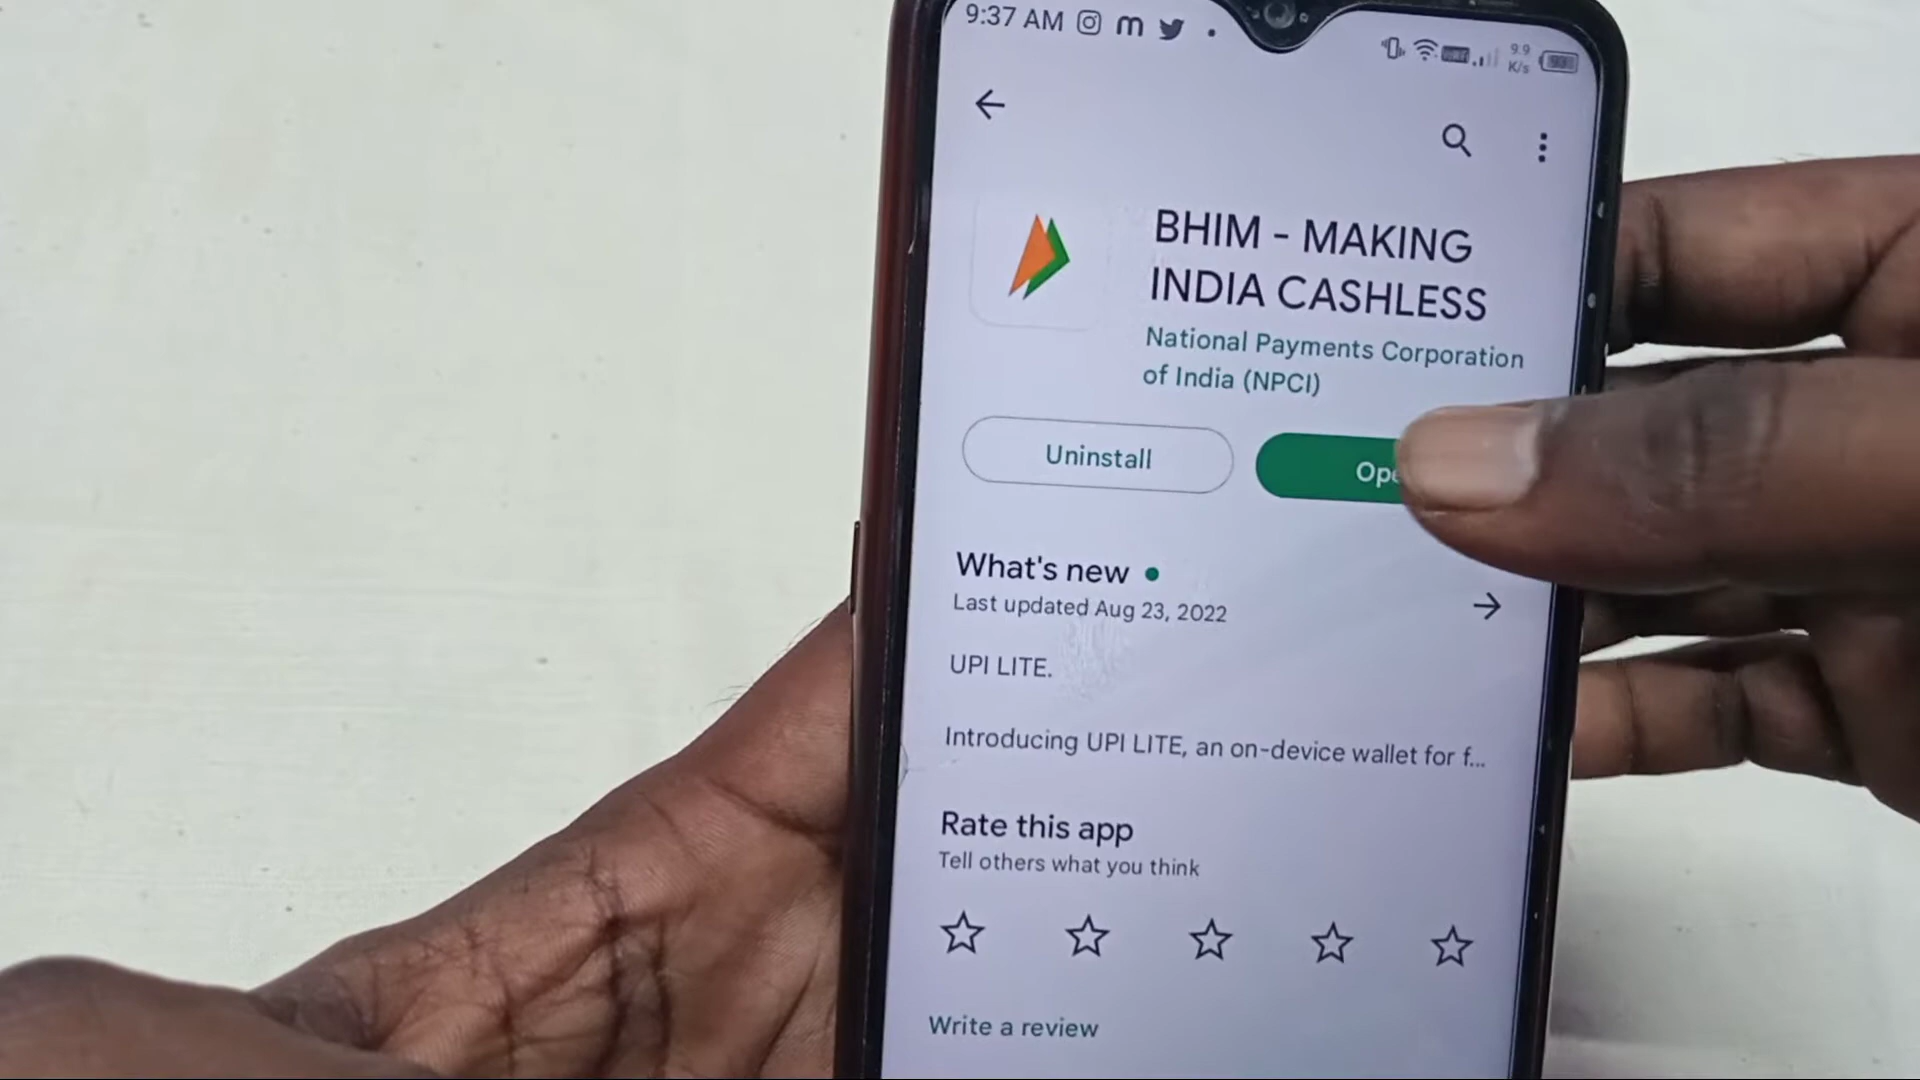 9:37 AM
9.9
K/s
BHIM - MAKING
INDIA CASHLESS
National Payments Corporation
of India (NPCI)
Uninstall
What's new
Last updated Aug 23, 2022
UPI LITE.
Introducing UPI LITE, an on-device wallet for f...
Rate this app
Tell others what you think
Write a review